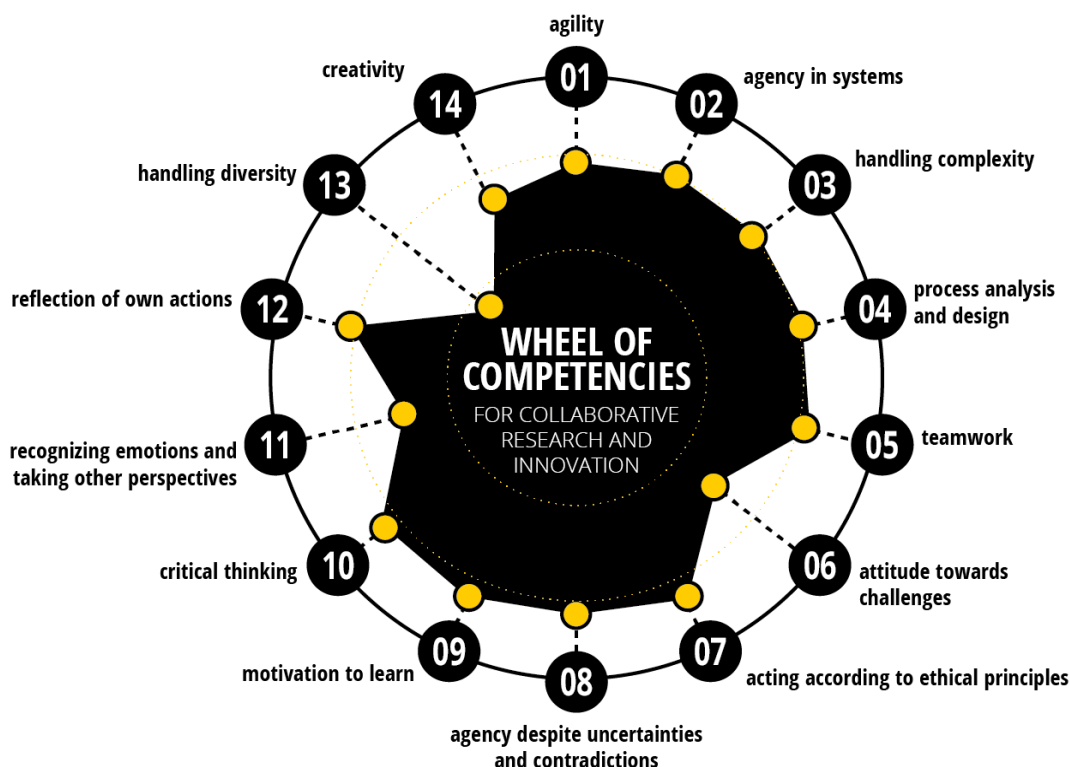 agility
01
agency in systems
02
handling complexity
03
process analysis
and design
04
teamwork
05
attitude towards
challenges
06
acting according to ethical principles
07
agency despite uncertainties
and contradictions
08
motivation to learn
09
critical thinking
10
recognizing emotions and
taking other perspectives
11
reflection of own actions
12
handling diversity
13
creativity
14
WHEEL OF
COMPETENCIES
FOR COLLABORATIVE
RESEARCH AND
INNOVATION